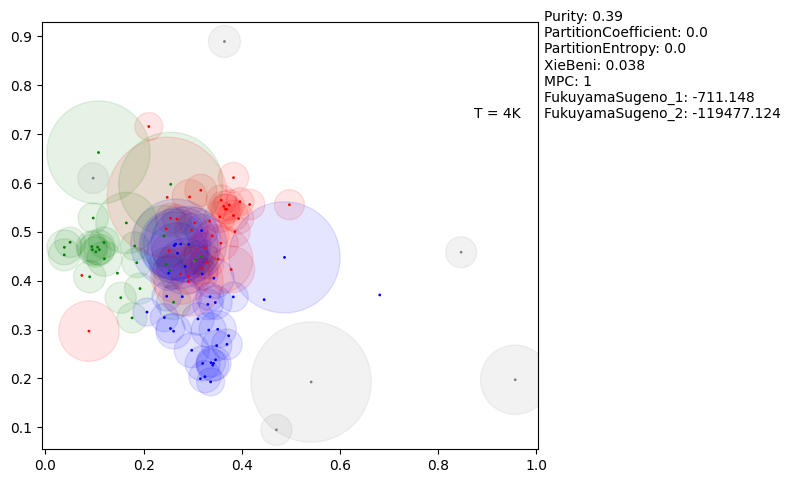 Purity: 0.39
PartitionCoefficient: 0.0
PartitionEntropy: 0.0
XieBeni: 0.038
MPC: 1
FukuyamaSugeno_1: -711.148
FukuyamaSugeno_2: -119477.124
T = 4K
0.9
0.8
0.7
0.6
0.5
0.4
0.3
0.2
0.1
0.0 0.2 0.4 0.6 0.8 1.0